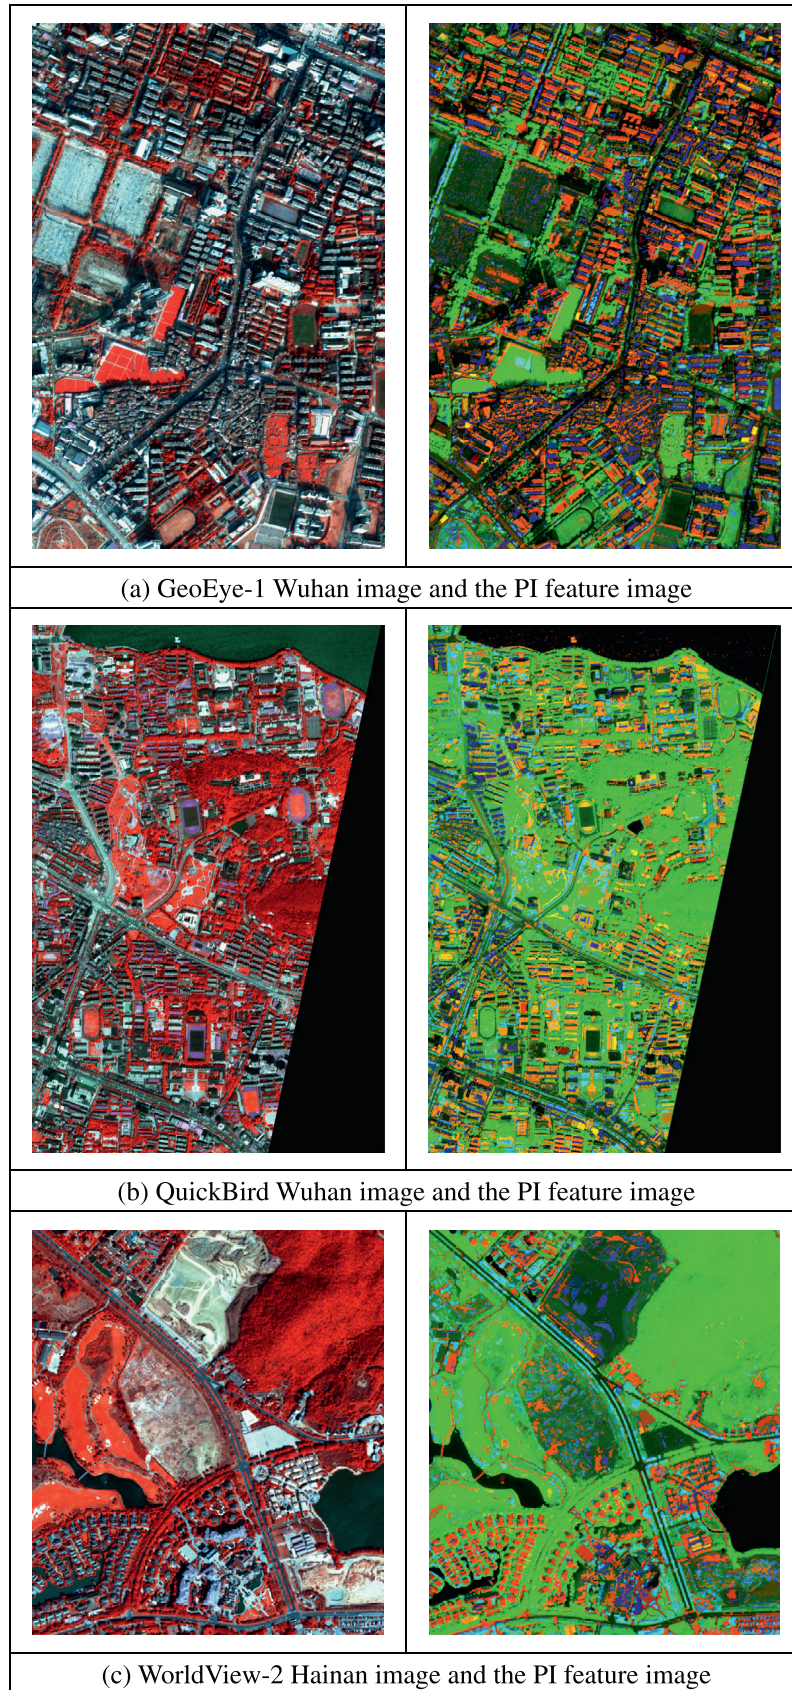 (a) GeoEye-1 Wuhan image and the PI feature image
(b) QuickBird Wuhan image and the PI feature image
(c) WorldView-2 Hainan image and the PI feature image